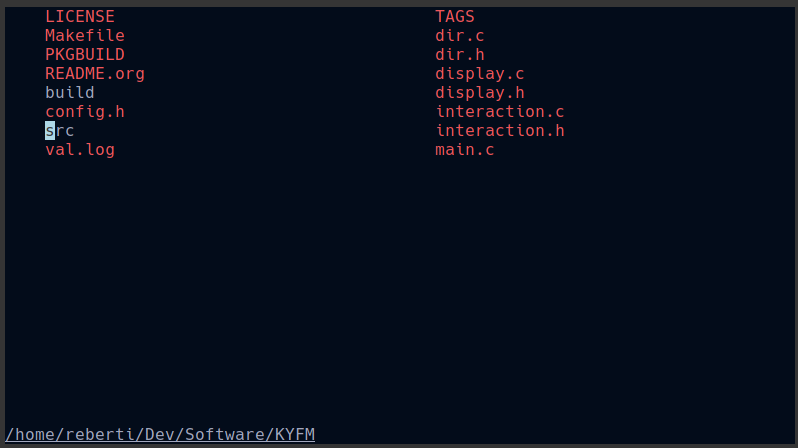 LICENSE
Makefile
PKGBUILD
README.org
build
config.h
src
val.log
TAGS
dir.c
dir.h
display.c
display.h
interaction.c
interaction.h
main.c
/home/reberti/Dev/Software/KYFM